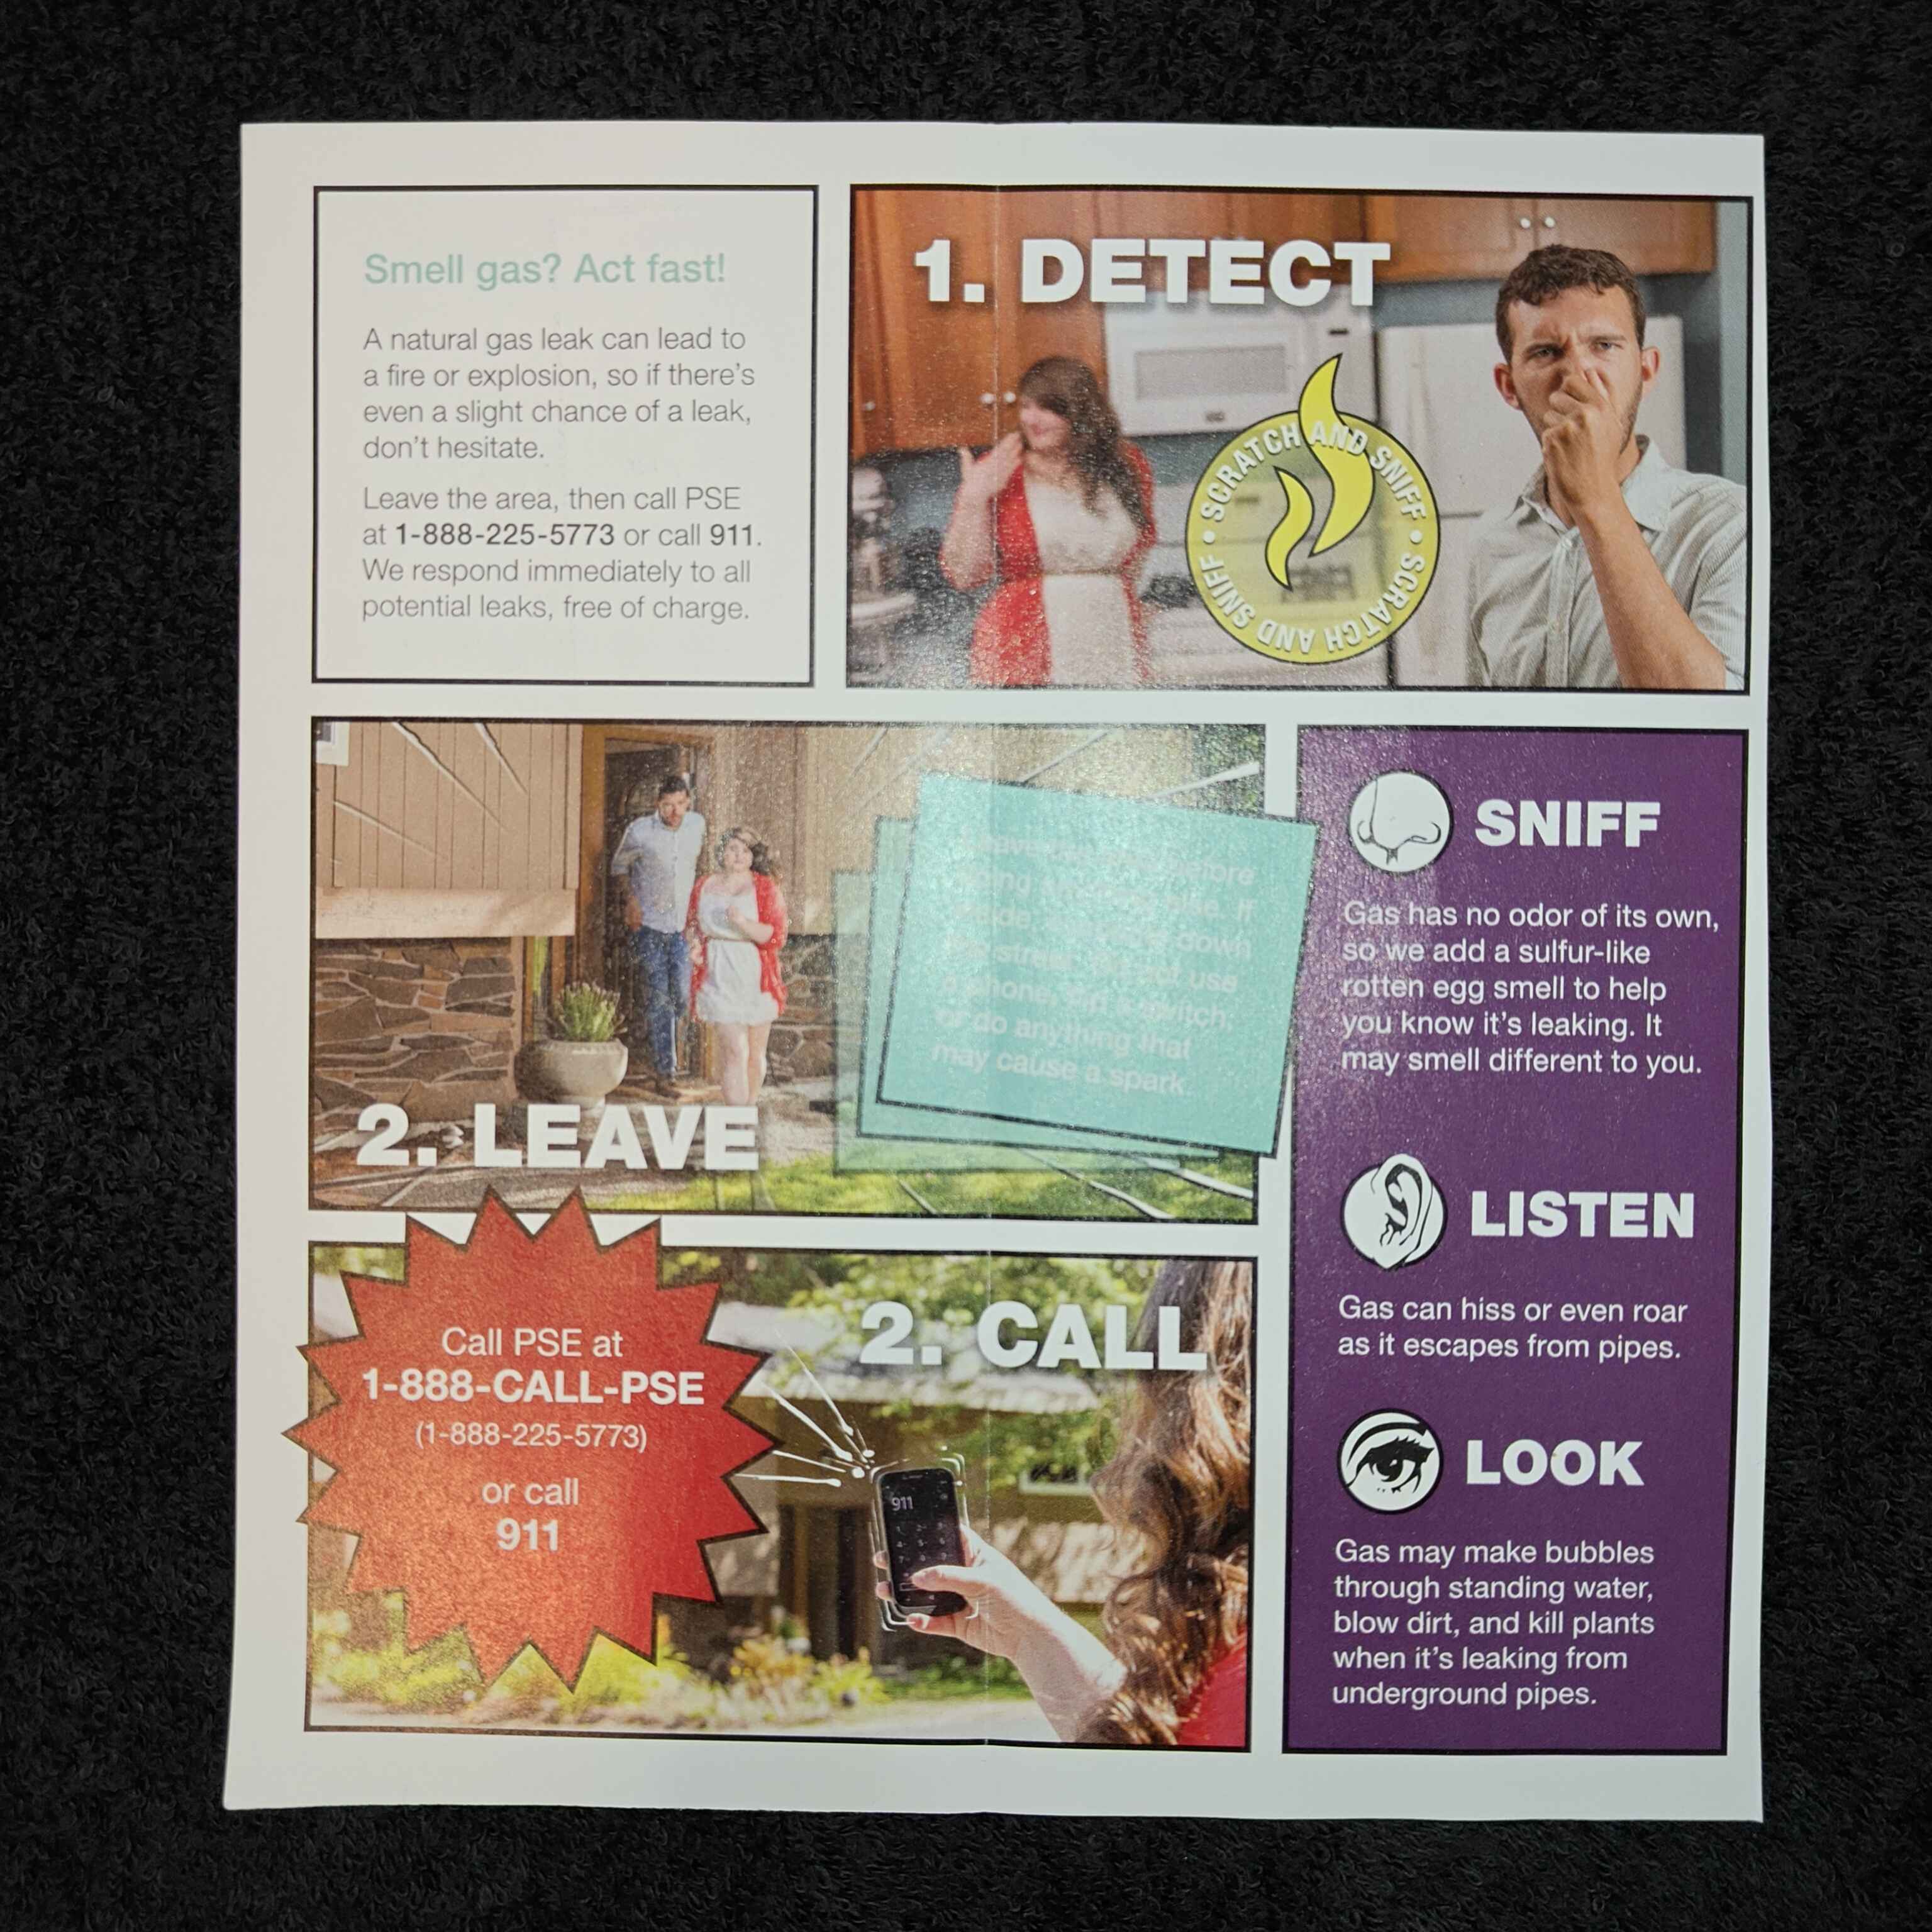 Smell gas? Act fast!
A natural gas leak can lead to
a fire or explosion, so if there's
even a slight chance of a leak,
don't hesitate.
Leave the area, then call PSE
at 1-888-225-5773 or call 911.
We respond immediately to all
potential leaks, free of charge.
1. DETECT
SCRATCH AND SNIFF • SCRATCH AND SNIFF •
2. LEAVE
else. If
down
street use
phone, switch,
or do anything that
may cause a spark
SNIFF
Gas has no odor of its own,
so we add a sulfur-like
rotten egg smell to help
you know it's leaking. It
may smell different to you.
LISTEN
Gas can hiss or even roar
as it escapes from pipes.
LOOK
Gas may make bubbles
through standing water,
blow dirt, and kill plants
when it's leaking from
underground pipes.
2. CALL
Call PSE at
1-888-CALL-PSE
(1-888-225-5773)
or call
911
911